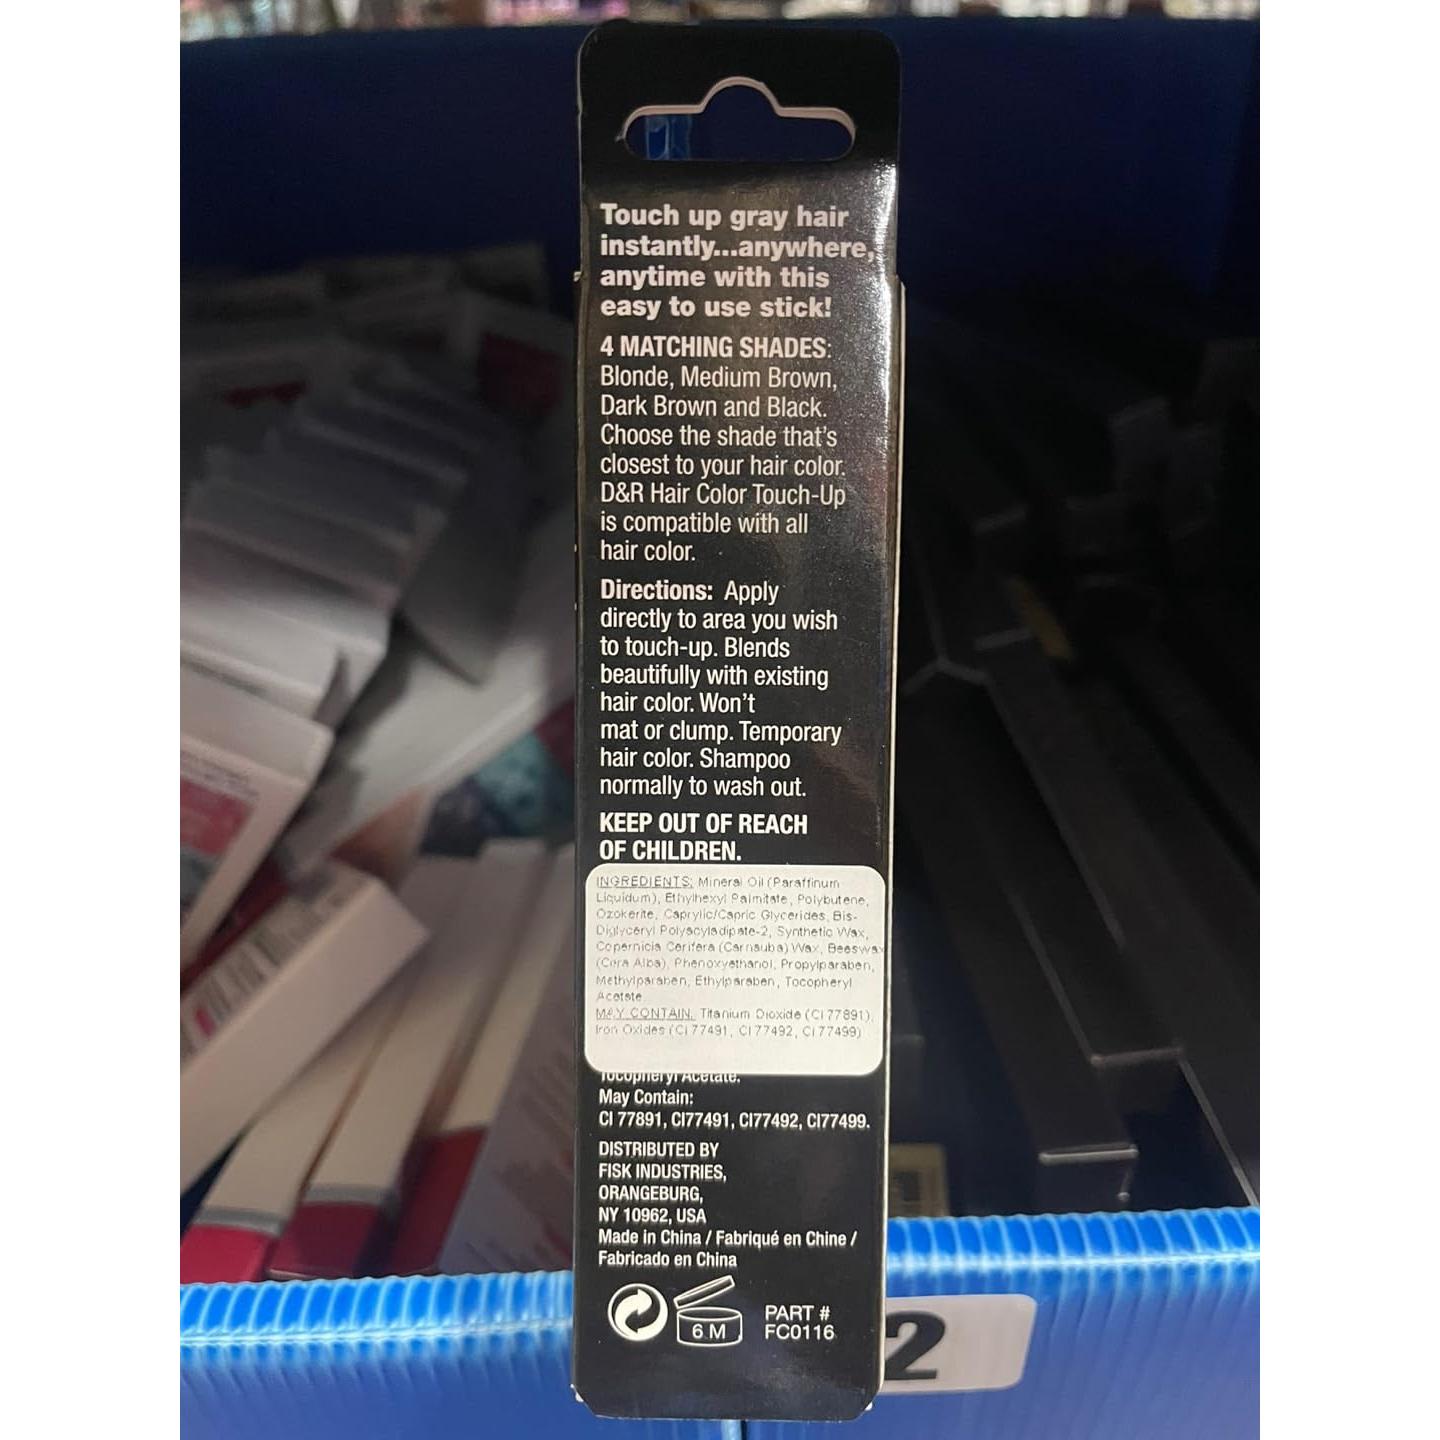 Touch up gray hair
instantly...anywhere,
anytime with this
easy to use stick!
4 MATCHING SHADES:
Blonde, Medium Brown,
Dark Brown and Black.
Choose the shade that's
closest to your hair color.
D&R Hair Color Touch-Up
is compatible with all
hair color.
Directions: Apply
directly to area you wish
to touch-up. Blends
beautifully with existing
hair color. Won't
mat or clump. Temporary
hair color. Shampoo
normally to wash out.
KEEP OUT OF REACH
OF CHILDREN.
INGREDIENTS: Mineral Oil (Paraffinum
Liquidum), Ethylhexyl Palmitate, Polybutene,
Ozokerite, Caprylic/Capric Glycerides, Bis-
Diglyceryl Polyacyladipate-2, Synthetic Wax,
Copernicia Cerifera (Carnauba) Wax, Beeswax
(Cera Alba), Phenoxyethanol, Propylparaben,
Methylparaben, Ethylparaben, Tocopheryl
Acetate
MAY CONTAIN: Titanium Dioxide (CI 77891),
Iron Oxides (CI 77491, CI 77492, CI 77499)
Tocopheryl Acetate.
May Contain:
CI 77891, CI77491, CI77492, CI77499.
DISTRIBUTED BY
FISK INDUSTRIES,
ORANGEBURG,
NY 10962, USA
Made in China / Fabriqué en Chine /
Fabricado en China
6 M
PART #
FC0116
2